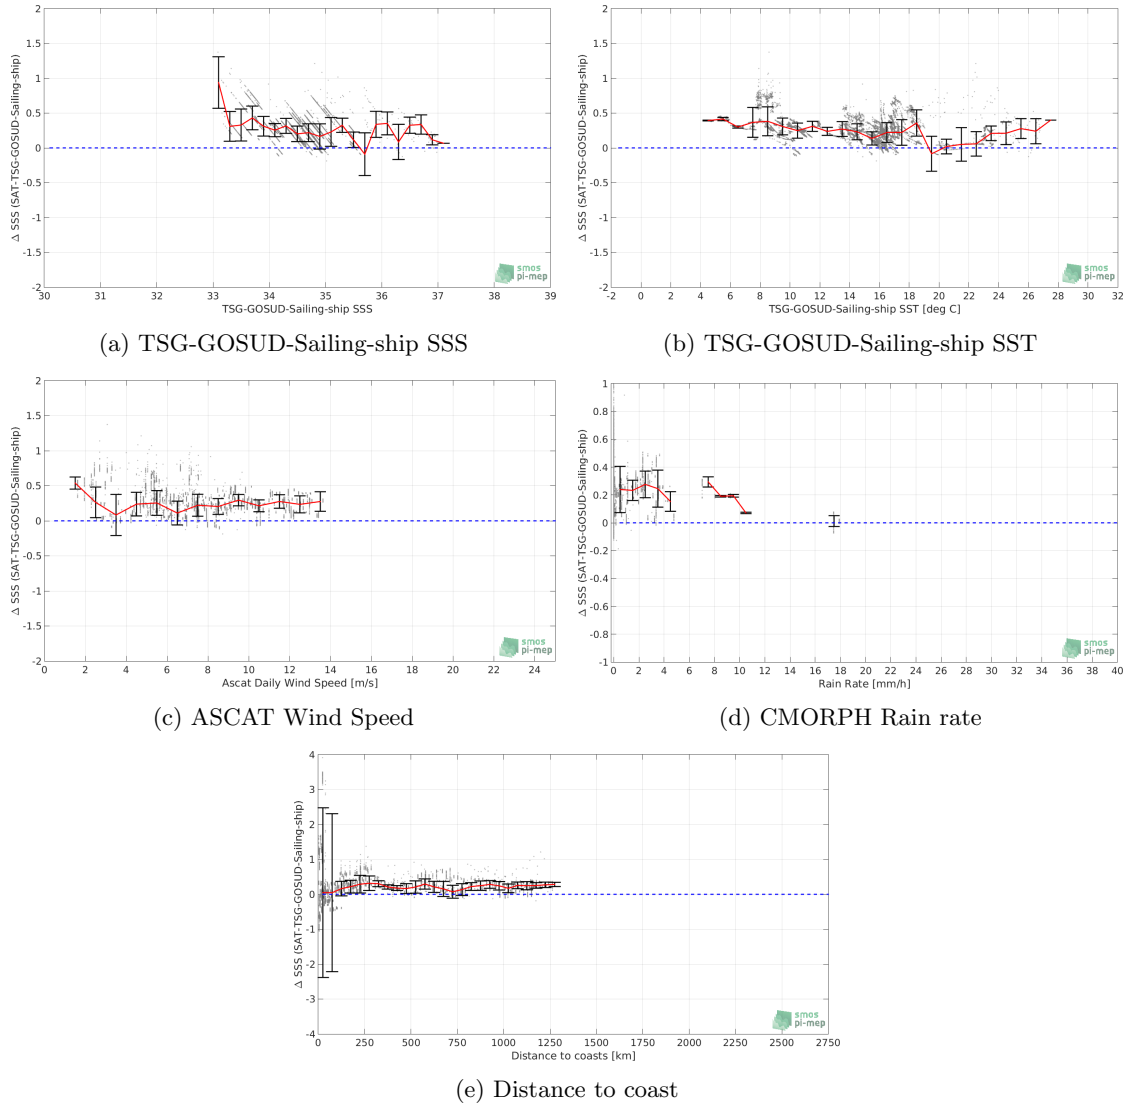 2
1.5
1
0.5
0
-0.5
-1
-1.5
-2
Δ SSS (SAT-TSG-GOSUD-Sailing-ship)
30 31 32 33 34 35 36 37 38 39
TSG-GOSUD-Sailing-ship SSS
smos
pi-mep
(a) TSG-GOSUD-Sailing-ship SSS
2
1.5
1
0.5
0
-0.5
-1
-1.5
-2
Δ SSS (SAT-TSG-GOSUD-Sailing-ship)
-2 0 2 4 6 8 10 12 14 16 18 20 22 24 26 28 30 32
TSG-GOSUD-Sailing-ship SST [deg C]
smos
pi-mep
(b) TSG-GOSUD-Sailing-ship SST
2
1.5
1
0.5
0
-0.5
-1
-1.5
-2
Δ SSS (SAT-TSG-GOSUD-Sailing-ship)
2 4 6 8 10 12 14 16 18 20 22 24
Ascat Daily Wind Speed [m/s]
smos
pi-mep
(c) ASCAT Wind Speed
1
0.8
0.6
0.4
0.2
0
-0.2
-0.4
-0.6
-0.8
-1
Δ SSS (SAT-TSG-GOSUD-Sailing-ship)
0 2 4 6 8 10 12 14 16 18 20 22 24 26 28 30 32 34 36 38 40
Rain Rate [mm/h]
smos
pi-mep
(d) CMORPH Rain rate
4
3
2
1
0
-1
-2
-3
-4
Δ SSS (SAT-TSG-GOSUD-Sailing-ship)
0 250 500 750 1000 1250 1500 1750 2000 2250 2500 2750
Distance to coasts [km]
smos
pi-mep
(e) Distance to coast